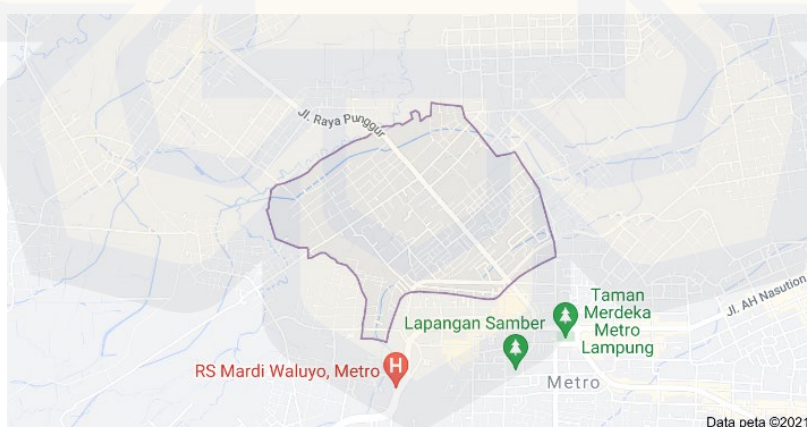 Jl. Raya Punggur
Taman
Merdeka
Metro
Lampung
Jl. AH Nasution
Lapangan Samber
RS Mardi Waluyo, Metro
H
Metro
Data peta ©2021